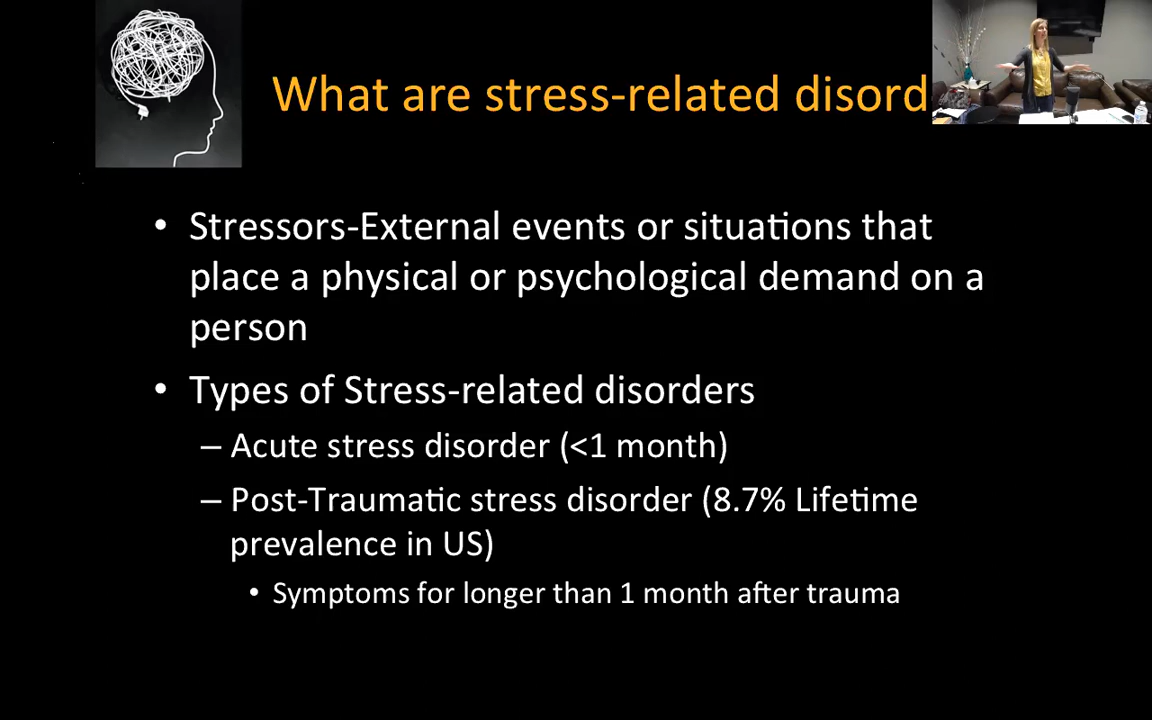 What are stress-related disord
• Stressors-External events or situations that
place a physical or psychological demand on a
person
• Types of Stress-related disorders
– Acute stress disorder (<1 month)
– Post-Traumatic stress disorder (8.7% Lifetime
prevalence in US)
• Symptoms for longer than 1 month after trauma